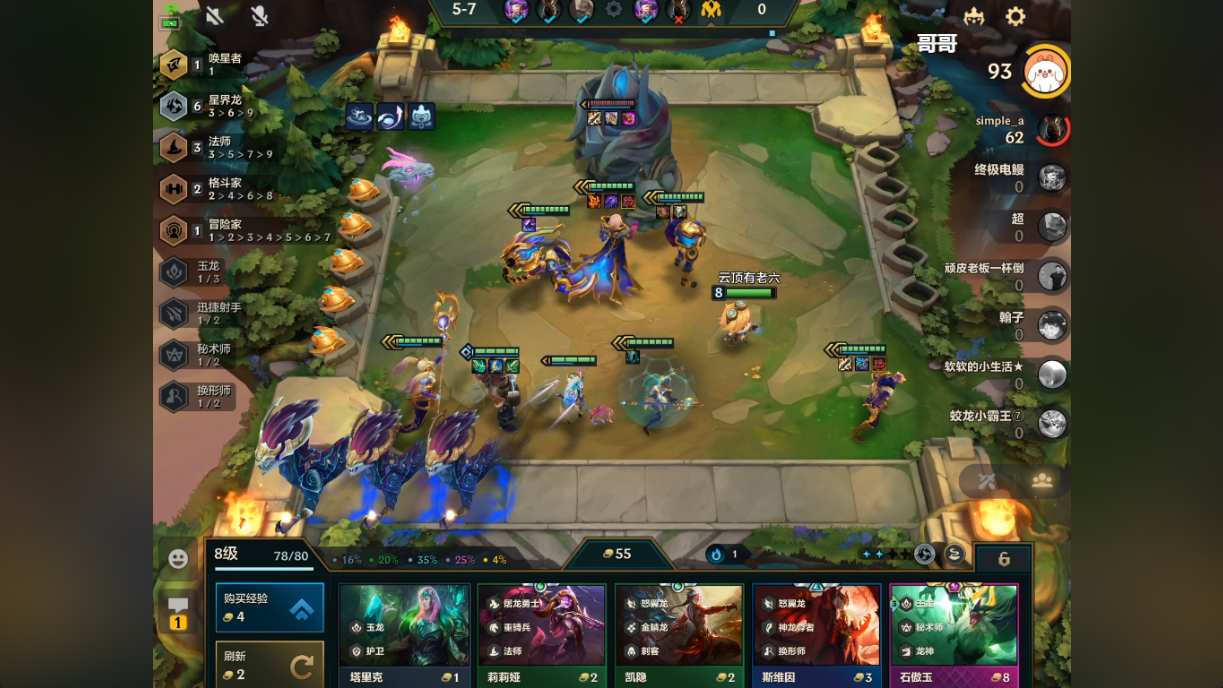 5-7
0
哥哥
93
1 唤星者
1
6 星界龙
3 > 6 > 9
3 法师
3 > 5 > 7 > 9
2 格斗家
2 > 4 > 6 > 8
1 冒险家
1 > 2 > 3 > 4 > 5 > 6 > 7
玉龙
1 / 3
迅捷射手
1 / 2
秘术师
1 / 2
换形师
1 / 2
simple_a
62
终极电鳗
0
超
0
顽皮老板一杯倒
0
翰子
0
软软的小生活★
0
蛟龙小霸王⑦
0
云顶有老六
8
8级 78/80
16% 20% 35% 25% 4%
55
1
6
购买经验
4
刷新
2
玉龙
护卫
塔里克 1
屠龙勇士
重骑兵
法师
莉莉娅 2
怒翼龙
金鳞龙
刺客
凯隐 2
怒翼龙
神龙尊者
换形师
斯维因 3
3 玉龙
秘术师
龙神
石傲玉 8
1